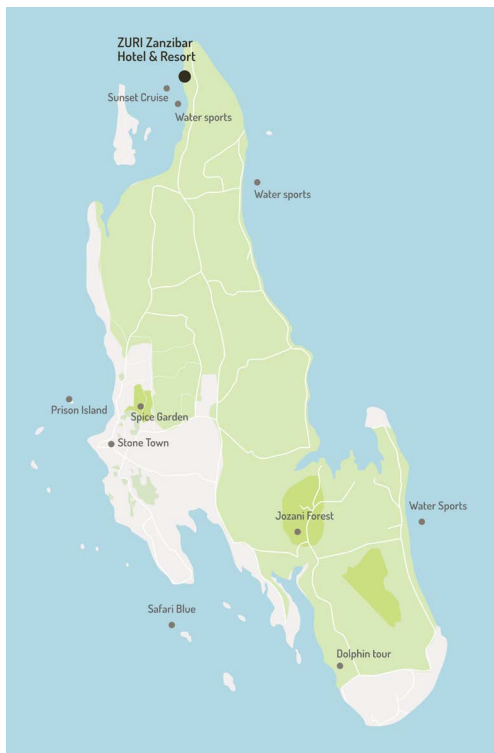 ZURI Zanzibar
Hotel & Resort
Sunset Cruise
Water sports
Water sports
Prison Island
Spice Garden
Stone Town
Jozani Forest
Water Sports
Safari Blue
Dolphin tour